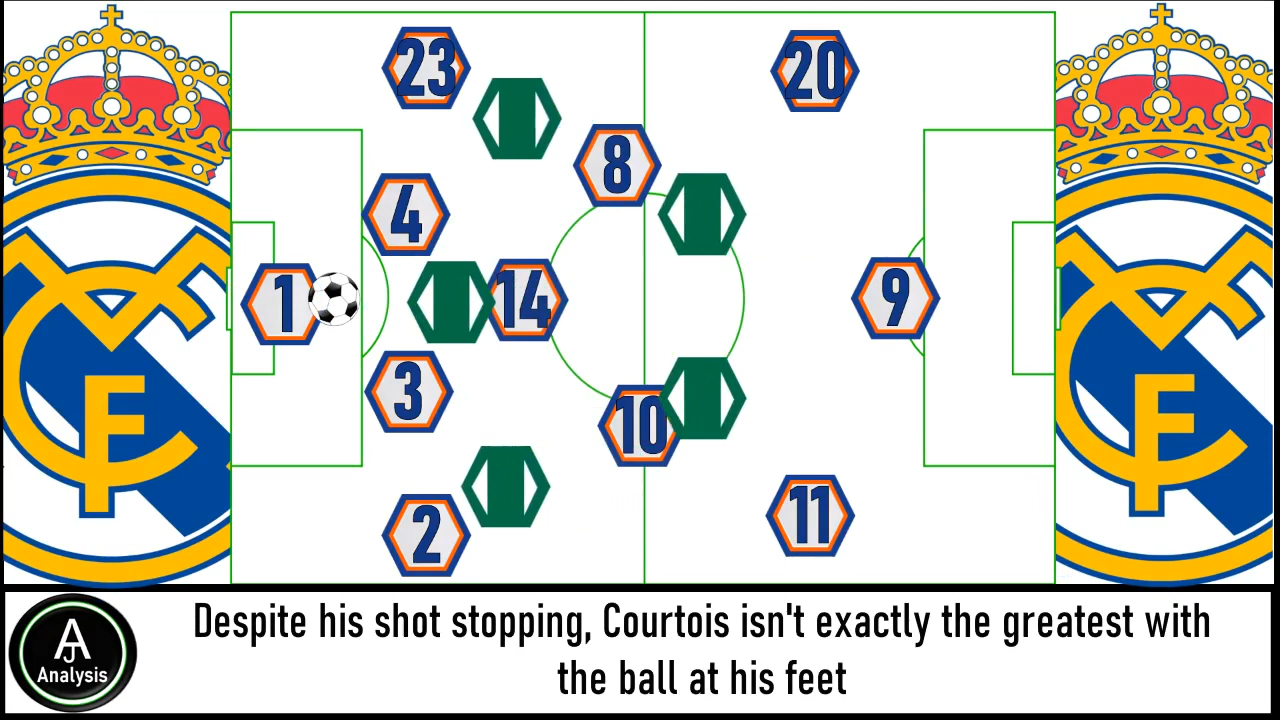 23
20
8
4
1
14
9
3
10
2
11
AJ
Analysis
Despite his shot stopping, Courtois isn't exactly the greatest with
the ball at his feet